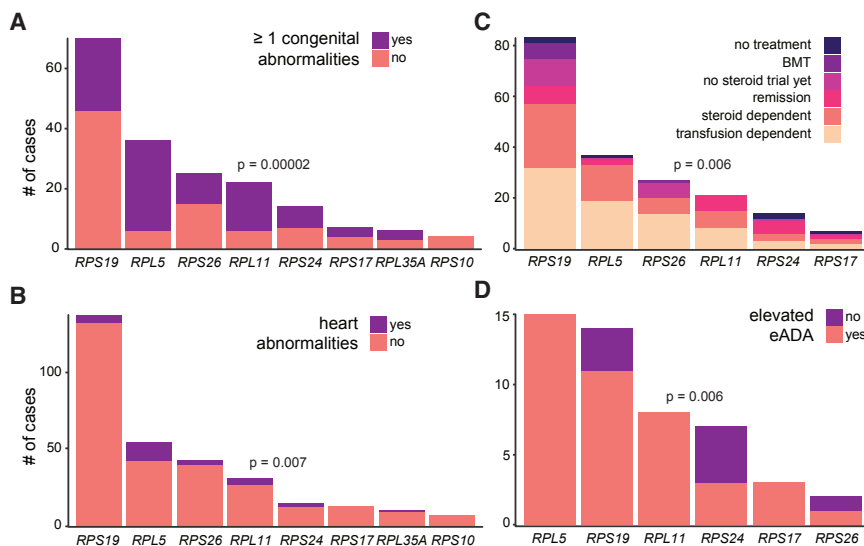 A
≥ 1 congenital
abnormalities
yes
no
# of cases
60
40
20
0
p = 0.00002
RPS19 RPL5 RPS26 RPL11 RPS24 RPS17 RPL35A RPS10
B
heart
abnormalities
yes
no
# of cases
100
50
0
p = 0.007
RPS19 RPL5 RPS26 RPL11 RPS24 RPS17 RPL35A RPS10
C
no treatment
BMT
no steroid trial yet
remission
steroid dependent
transfusion dependent
80
60
40
20
0
p = 0.006
RPS19 RPL5 RPS26 RPL11 RPS24 RPS17
D
elevated
eADA
no
yes
15
10
5
0
p = 0.006
RPL5 RPS19 RPL11 RPS24 RPS17 RPS26